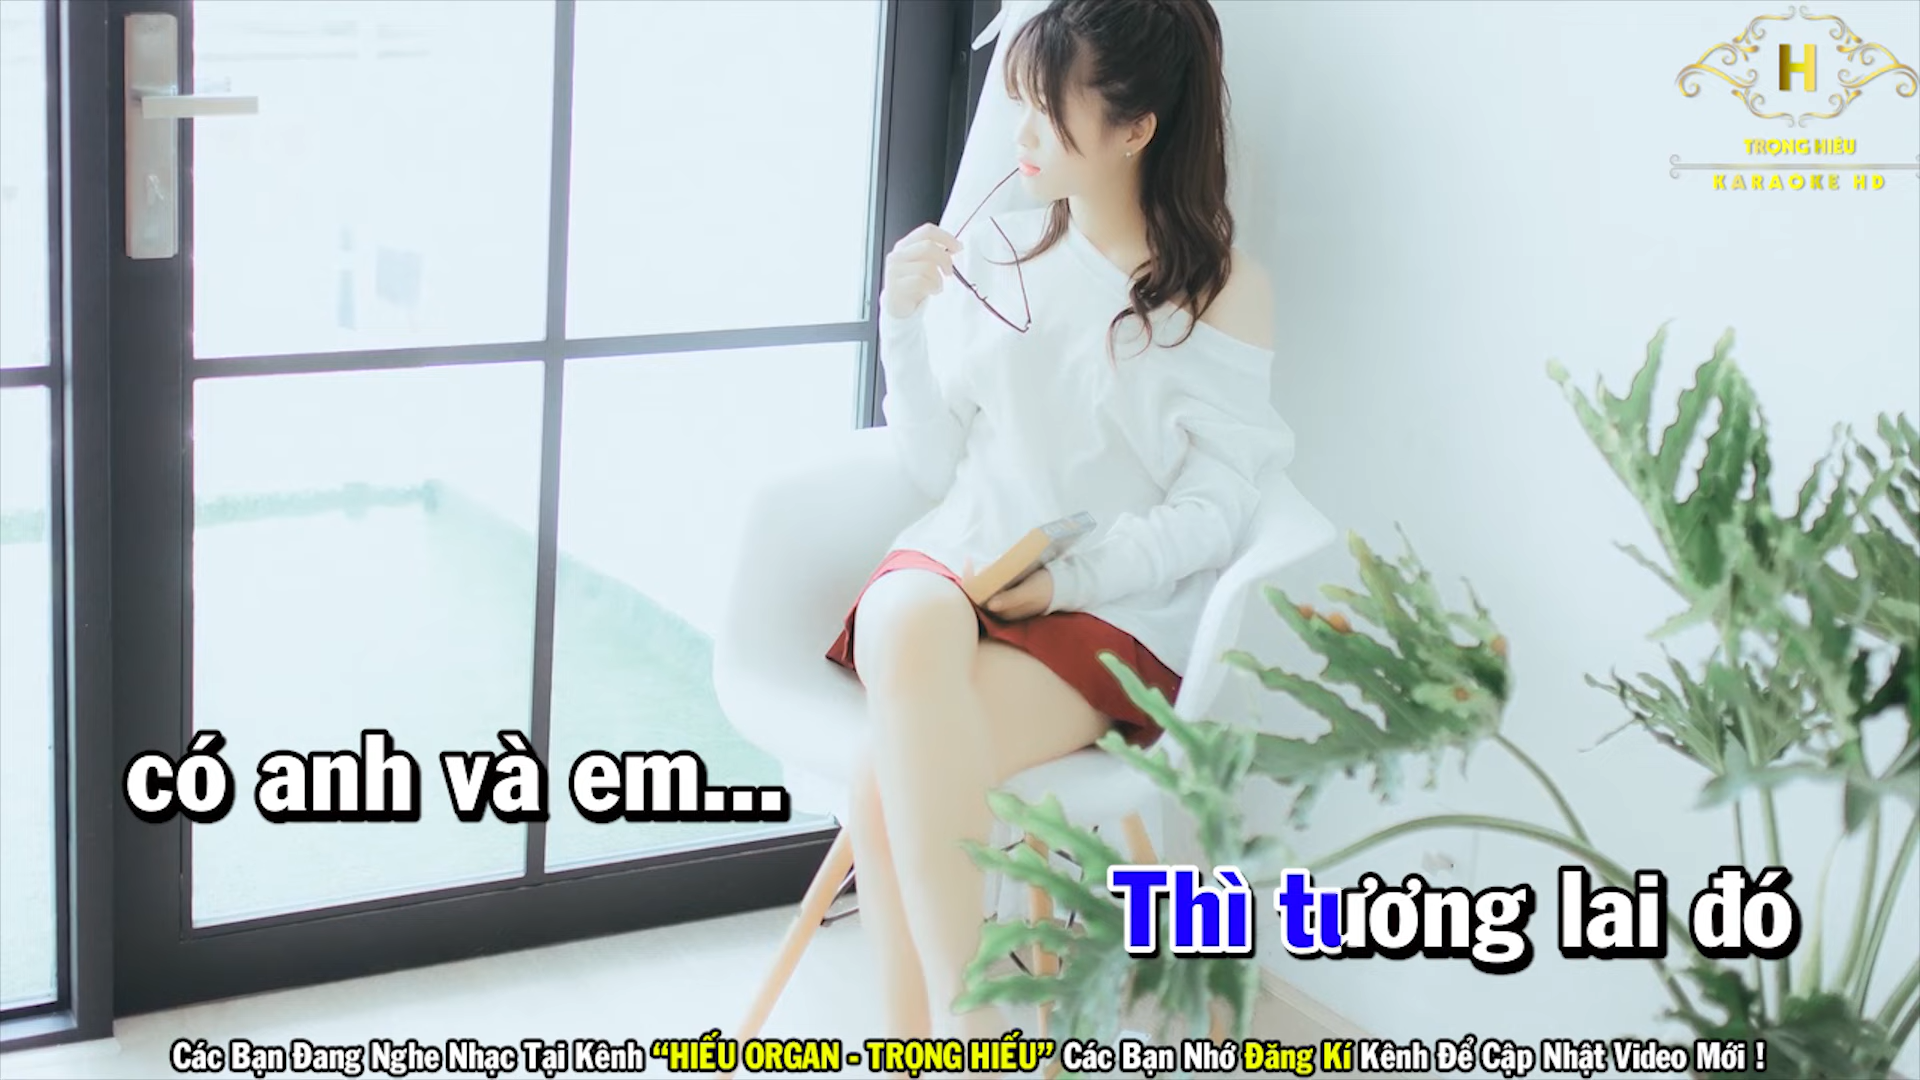 H
TRỌNG HIẾU
KARAOKE HD
có anh và em...
Thì tương lai đó
Các Bạn Đang Nghe Nhạc Tại Kênh “HIẾU ORGAN - TRỌNG HIẾU” Các Bạn Nhớ Đăng Kí Kênh Để Cập Nhật Video Mới !